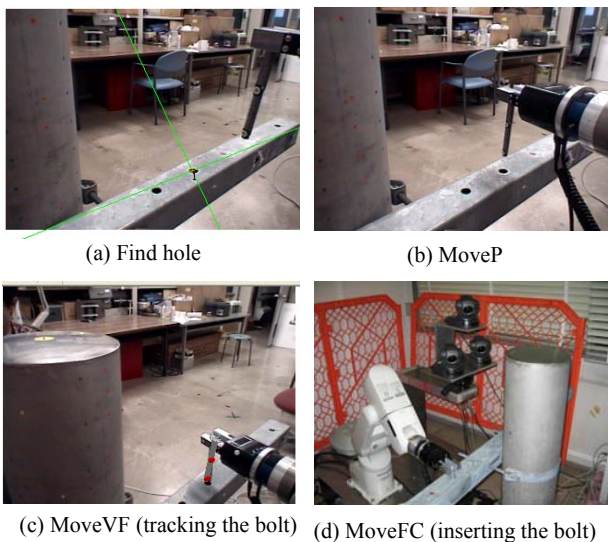 (a) Find hole
(b) MoveP
(c) MoveVF (tracking the bolt)
(d) MoveFC (inserting the bolt)